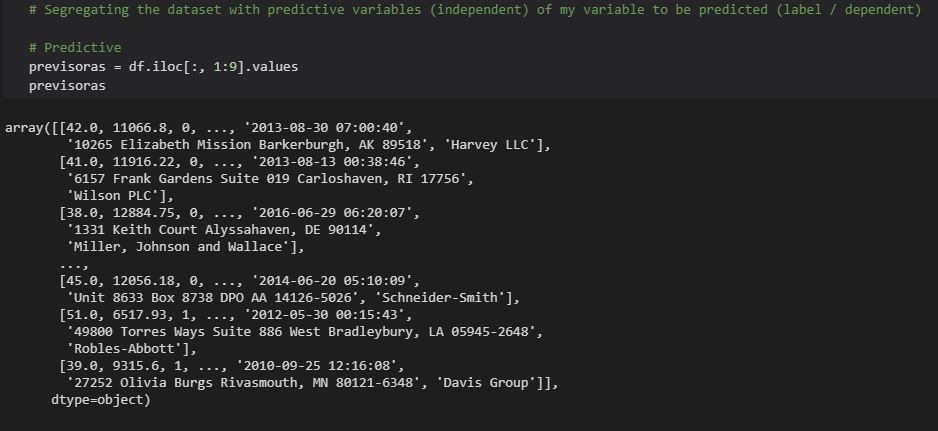 # Segregating the dataset with predictive variables (independent) of my variable to be predicted (label / dependent)
# Predictive
previsoras = df.iloc[:, 1:9].values
previsoras
array([[42.0, 11066.8, 0, ..., '2013-08-30 07:00:40',
'10265 Elizabeth Mission Barkerburgh, AK 89518', 'Harvey LLC'],
[41.0, 11916.22, 0, ..., '2013-08-13 00:38:46',
'6157 Frank Gardens Suite 019 Carloshaven, RI 17756',
'Wilson PLC'],
[38.0, 12884.75, 0, ..., '2016-06-29 06:20:07',
'1331 Keith Court Alyssahaven, DE 90114',
'Miller, Johnson and Wallace'],
...,
[45.0, 12056.18, 0, ..., '2014-06-20 05:10:09',
'Unit 8633 Box 8738 DPO AA 14126-5026', 'Schneider-Smith'],
[51.0, 6517.93, 1, ..., '2012-05-30 00:15:43',
'49800 Torres Ways Suite 886 West Bradleybury, LA 05945-2648',
'Robles-Abbott'],
[39.0, 9315.6, 1, ..., '2010-09-25 12:16:08',
'27252 Olivia Burgs Rivasmouth, MN 80121-6348', 'Davis Group']],
dtype=object)